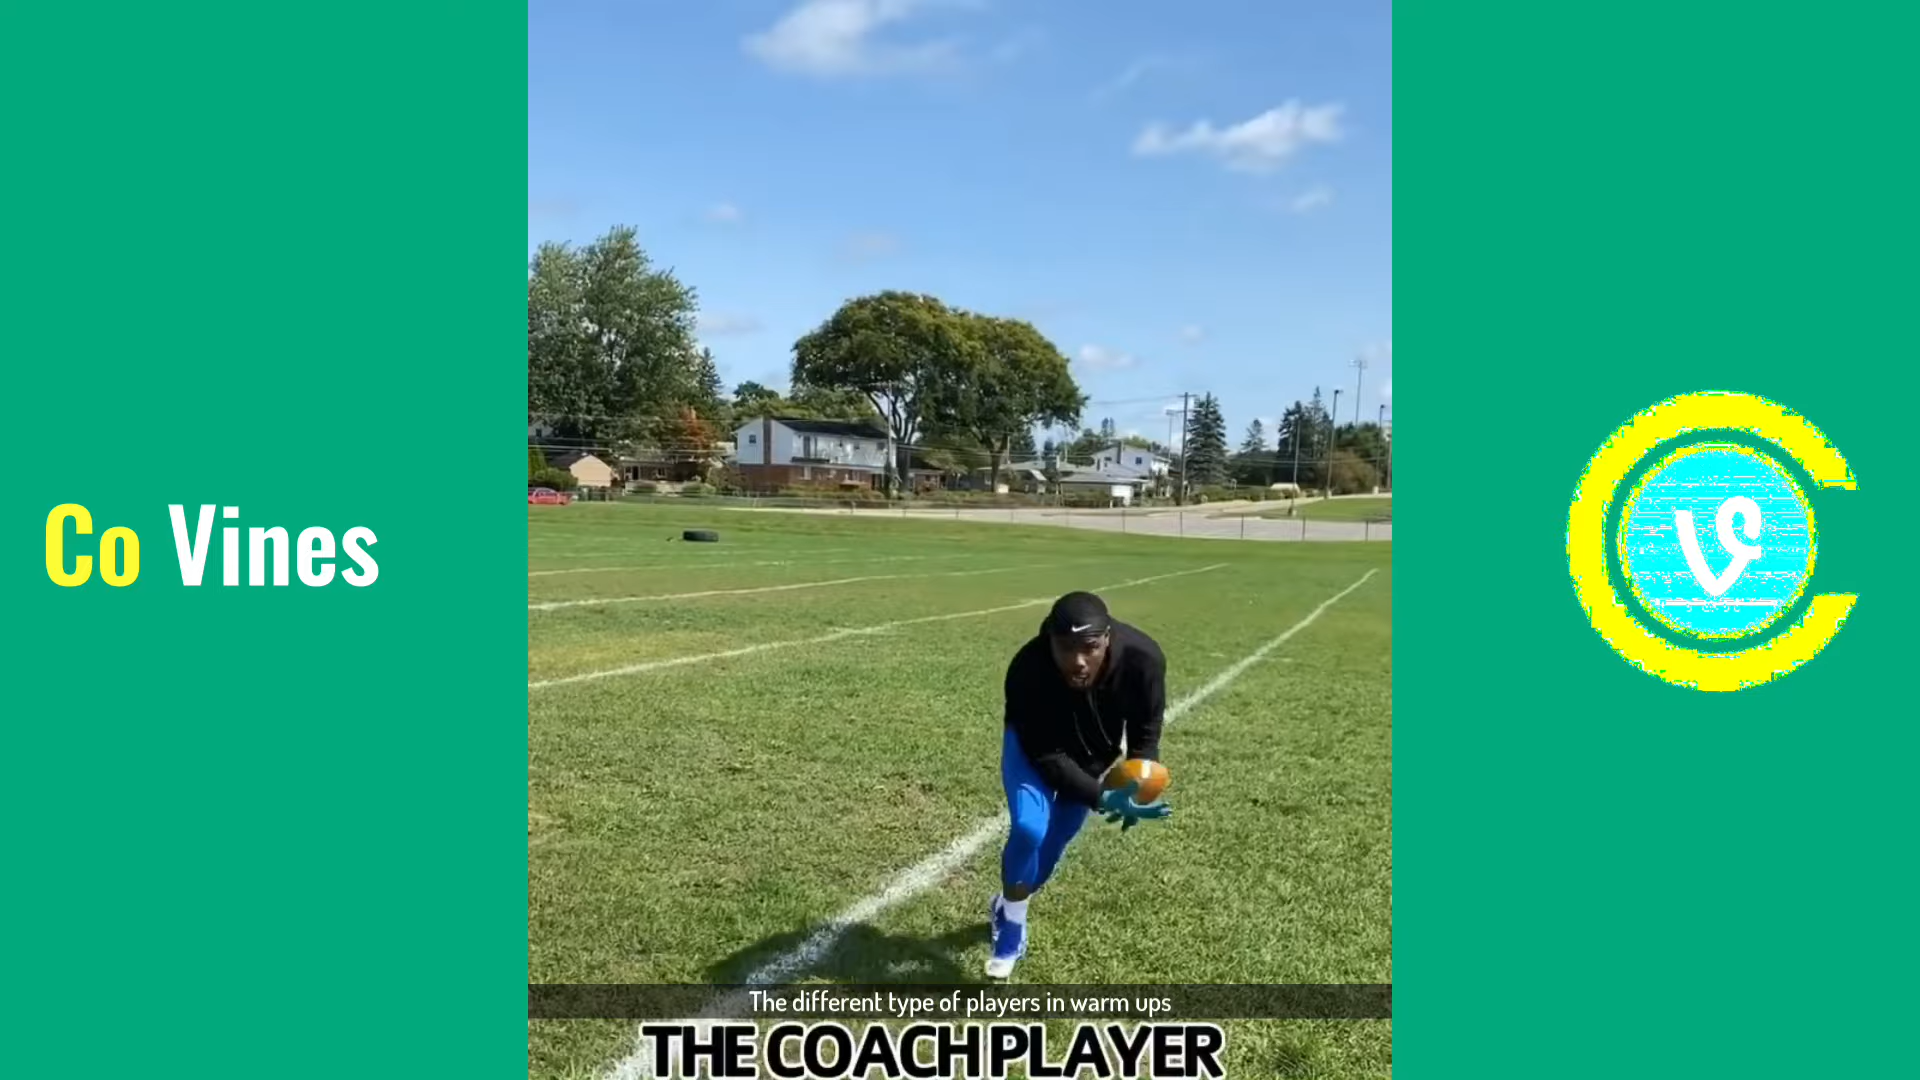 Co Vines
The different type of players in warm ups
THE COACH PLAYER